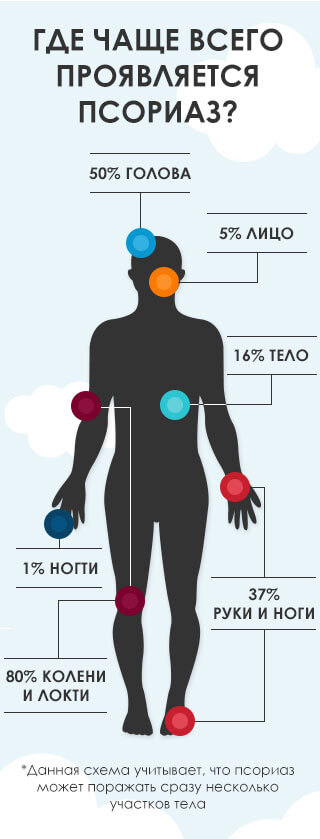 ГДЕ ЧАЩЕ ВСЕГО
ПРОЯВЛЯЕТСЯ
ПСОРИАЗ?
50% ГОЛОВА
5% ЛИЦО
16% ТЕЛО
1% НОГТИ
37%
РУКИ И НОГИ
80% КОЛЕНИ
И ЛОКТИ
*Данная схема учитывает, что псориаз
может поражать сразу несколько
участков тела